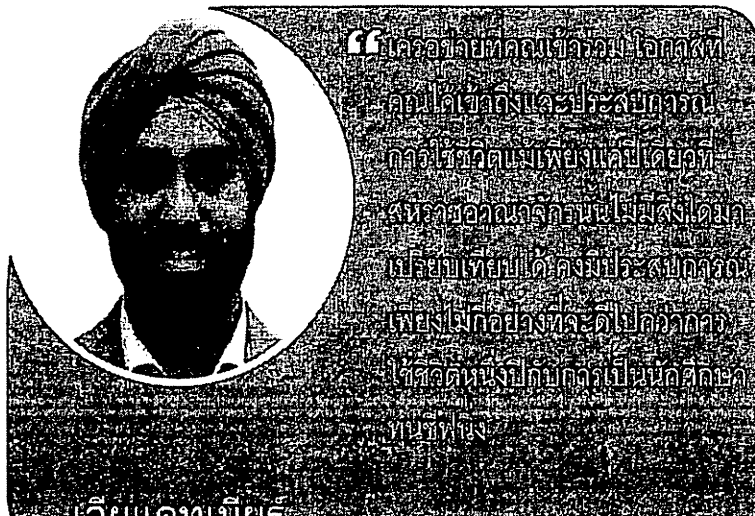 “เครือข่ายที่คุณเข้าร่วม โอกาสที่
คุณได้เข้าถึงและประสบการณ์
การใช้ชีวิตแม้เพียงแค่ปีเดียวที่
สหราชอาณาจักรนั้นไม่มีสิ่งใดมา
เปรียบเทียบได้ คงมีประสบการณ์
เพียงไม่กี่อย่างที่จะดีไปกว่าการ
ใช้ชีวิตหนึ่งปีกับการเป็นนักศึกษา
ทุนชีฟนิ่ง